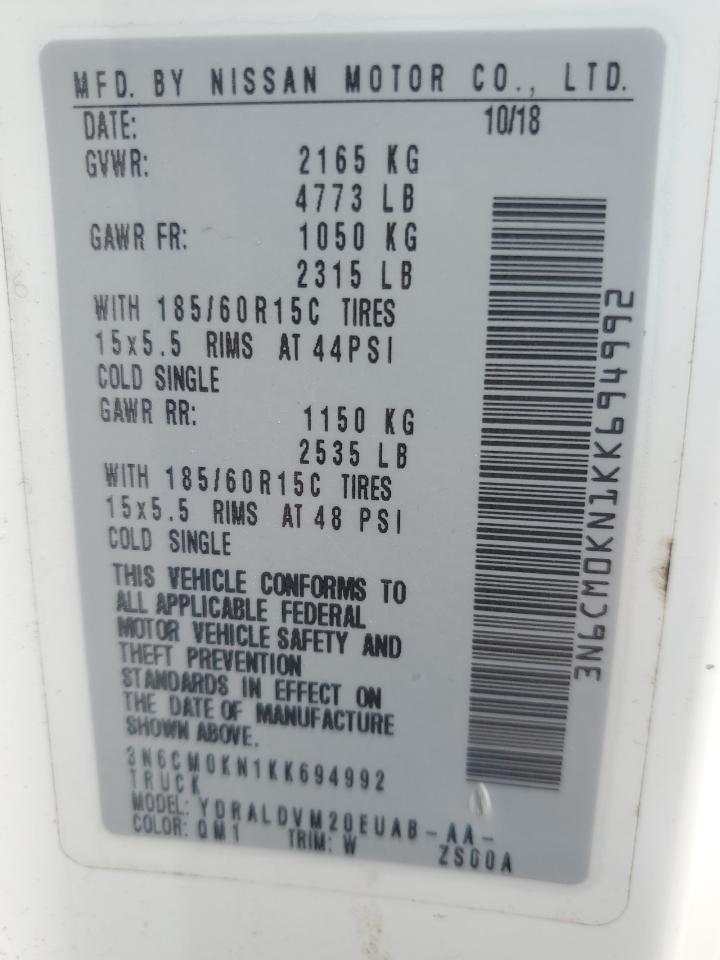 MFD. BY NISSAN MOTOR CO., LTD.
DATE: 10/18
GVWR: 2165 KG
4773 LB
GAWR FR: 1050 KG
2315 LB
WITH 185/60R15C TIRES
15x5.5 RIMS AT 44PSI
COLD SINGLE
GAWR RR: 1150 KG
2535 LB
WITH 185/60R15C TIRES
15x5.5 RIMS AT 48 PSI
COLD SINGLE
THIS VEHICLE CONFORMS TO
ALL APPLICABLE FEDERAL
MOTOR VEHICLE SAFETY AND
THEFT PREVENTION
STANDARDS IN EFFECT ON
THE DATE OF MANUFACTURE
SHOWN ABOVE.
3N6CM0KN1KK694992
TRUCK
MODEL: YDRALDVM20EUAB-AA-
COLOR: QM1 TRIM: W ZS00A
3N6CM0KN1KK694992